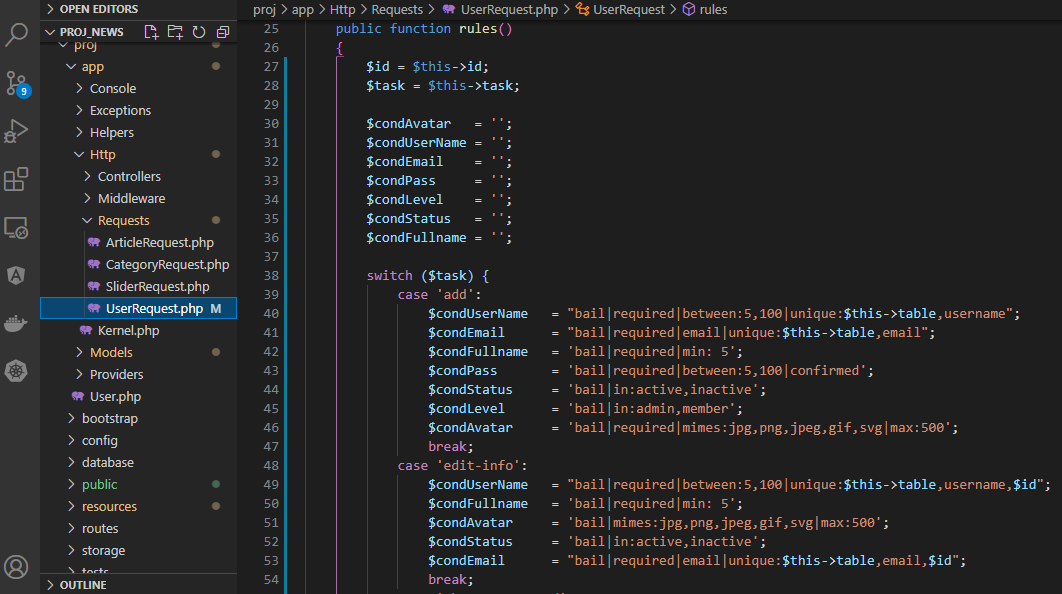 OPEN EDITORS
PROJ_NEWS
proj
app
Console
Exceptions
Helpers
Http
Controllers
Middleware
Requests
ArticleRequest.php
CategoryRequest.php
SliderRequest.php
UserRequest.php M
Kernel.php
Models
Providers
User.php
bootstrap
config
database
public
resources
routes
storage
tests
OUTLINE
9
proj > app > Http > Requests > UserRequest.php > UserRequest > rules
25 public function rules()
26 {
27 $id = $this->id;
28 $task = $this->task;
29
30 $condAvatar = '';
31 $condUserName = '';
32 $condEmail = '';
33 $condPass = '';
34 $condLevel = '';
35 $condStatus = '';
36 $condFullname = '';
37
38 switch ($task) {
39 case 'add':
40 $condUserName = "bail|required|between:5,100|unique:$this->table,username";
41 $condEmail = "bail|required|email|unique:$this->table,email";
42 $condFullname = 'bail|required|min: 5';
43 $condPass = 'bail|required|between:5,100|confirmed';
44 $condStatus = 'bail|in:active,inactive';
45 $condLevel = 'bail|in:admin,member';
46 $condAvatar = 'bail|required|mimes:jpg,png,jpeg,gif,svg|max:500';
47 break;
48 case 'edit-info':
49 $condUserName = "bail|required|between:5,100|unique:$this->table,username,$id";
50 $condFullname = 'bail|required|min: 5';
51 $condAvatar = 'bail|mimes:jpg,png,jpeg,gif,svg|max:500';
52 $condStatus = 'bail|in:active,inactive';
53 $condEmail = "bail|required|email|unique:$this->table,email,$id";
54 break;